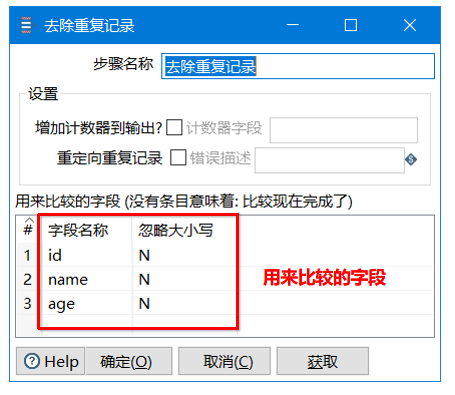 去除重复记录
步骤名称 去除重复记录
设置
增加计数器到输出? 计数器字段
重定向重复记录 错误描述
用来比较的字段 (没有条目意味着: 比较现在完成了)
# 字段名称 忽略大小写
1 id N
2 name N
3 age N
用来比较的字段
Help 确定(O) 取消(C) 获取